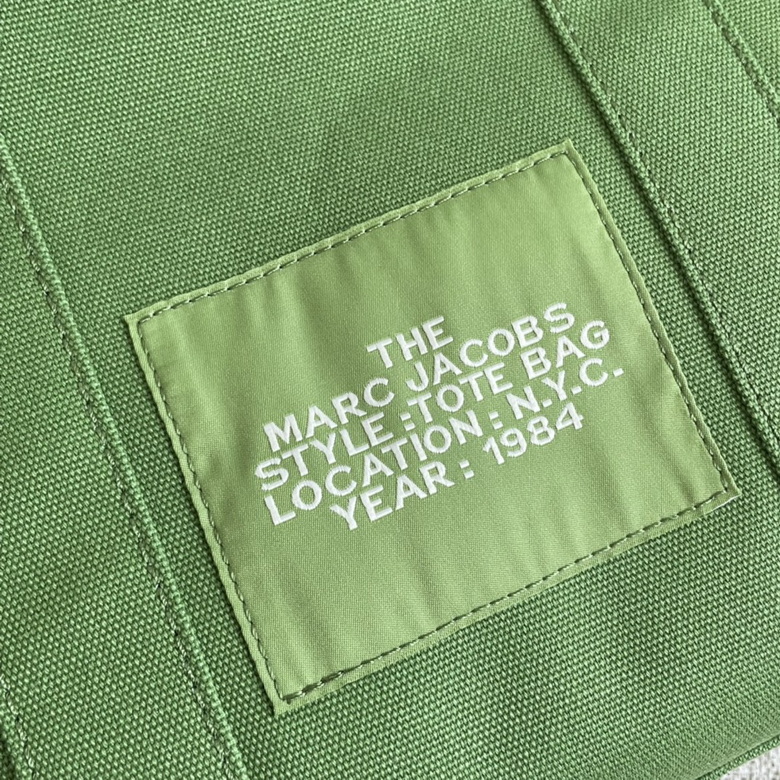 THE
MARC JACOBS
STYLE :TOTE BAG
LOCATION : N.Y.C.
YEAR : 1984